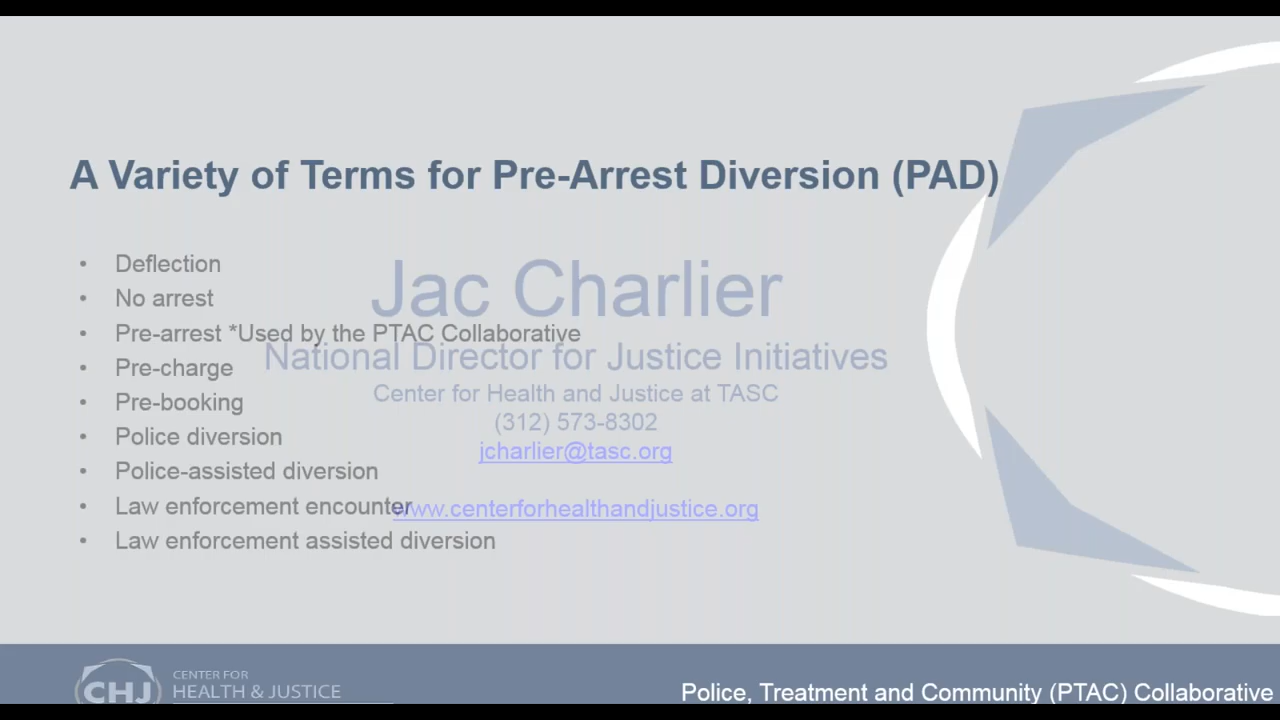 A Variety of Terms for Pre-Arrest Diversion (PAD)
• Deflection
• No arrest
• Pre-arrest *Used by the PTAC Collaborative
• Pre-charge
• Pre-booking
• Police diversion
• Police-assisted diversion
• Law enforcement encounter
• Law enforcement assisted diversion
Jac Charlier
National Director for Justice Initiatives
Center for Health and Justice at TASC
(312) 573-8302
jcharlier@tasc.org
www.centerforhealthandjustice.org
CHJ
CENTER FOR
HEALTH & JUSTICE
Police, Treatment and Community (PTAC) Collaborative